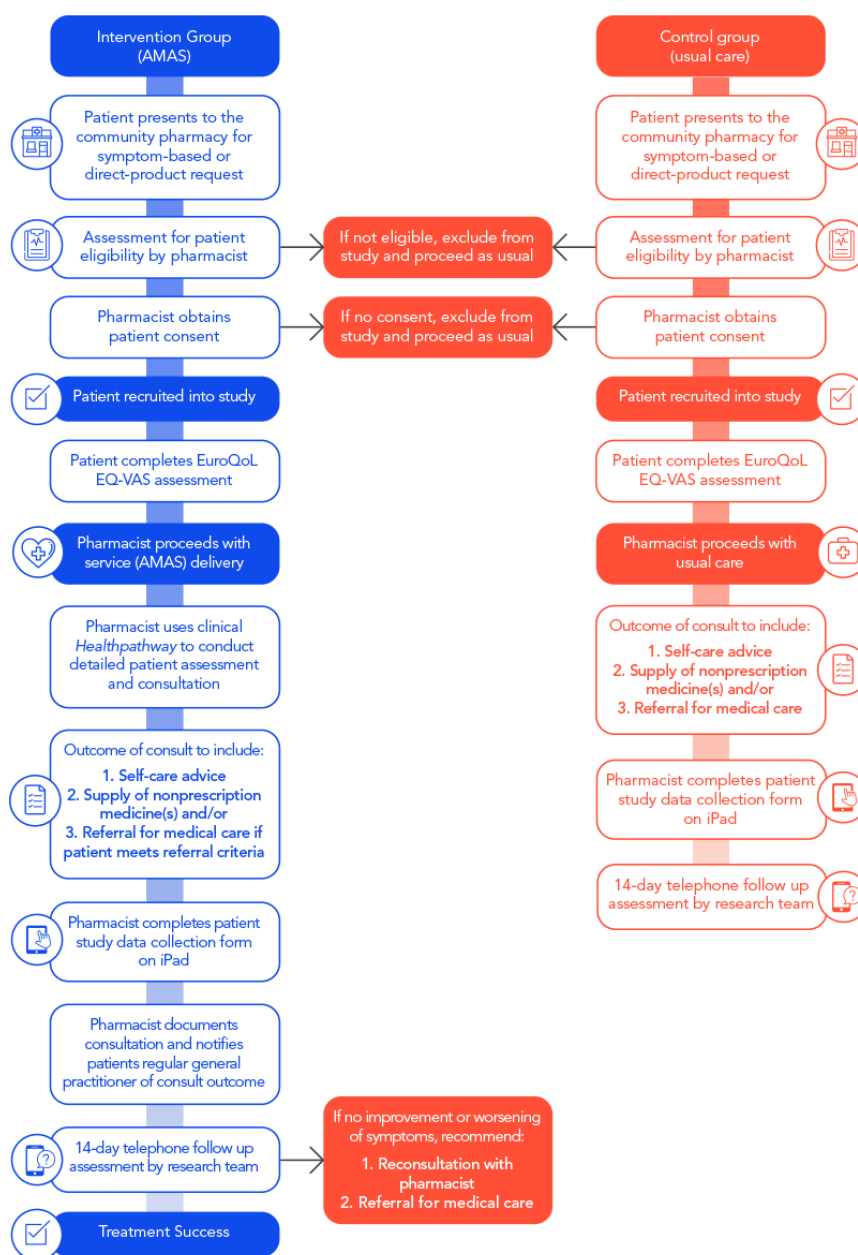 Intervention Group
(AMAS)
Patient presents to the
community pharmacy for
symptom-based or
direct-product request
Assessment for patient
eligibility by pharmacist
Pharmacist obtains
patient consent
Patient recruited into study
Patient completes EuroQoL
EQ-VAS assessment
Pharmacist proceeds with
service (AMAS) delivery
Pharmacist uses clinical
Healthpathway to conduct
detailed patient assessment
and consultation
Outcome of consult to include:
1. Self-care advice
2. Supply of nonprescription
medicine(s) and/or
3. Referral for medical care if
patient meets referral criteria
Pharmacist completes patient
study data collection form
on iPad
Pharmacist documents
consultation and notifies
patients regular general
practitioner of consult outcome
14-day telephone follow up
assessment by research team
Treatment Success
If not eligible, exclude from
study and proceed as usual
If no consent, exclude from
study and proceed as usual
If no improvement or worsening
of symptoms, recommend:
1. Reconsultation with
pharmacist
2. Referral for medical care
Control group
(usual care)
Patient presents to the
community pharmacy for
symptom-based or
direct-product request
Assessment for patient
eligibility by pharmacist
Pharmacist obtains
patient consent
Patient recruited into study
Patient completes EuroQoL
EQ-VAS assessment
Pharmacist proceeds with
usual care
Outcome of consult to include:
1. Self-care advice
2. Supply of nonprescription
medicine(s) and/or
3. Referral for medical care
Pharmacist completes patient
study data collection form
on iPad
14-day telephone follow up
assessment by research team